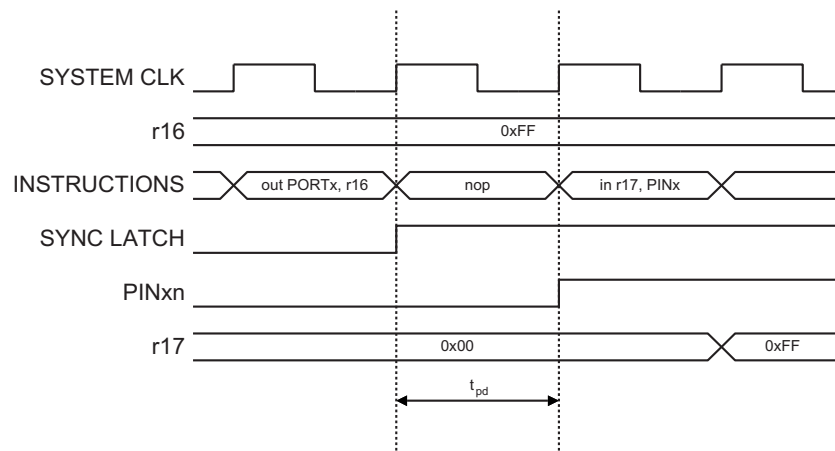 SYSTEM CLK
r16
0xFF
INSTRUCTIONS
out PORTx, r16
nop
in r17, PINx
SYNC LATCH
PINxn
r17
0x00
0xFF
tpd